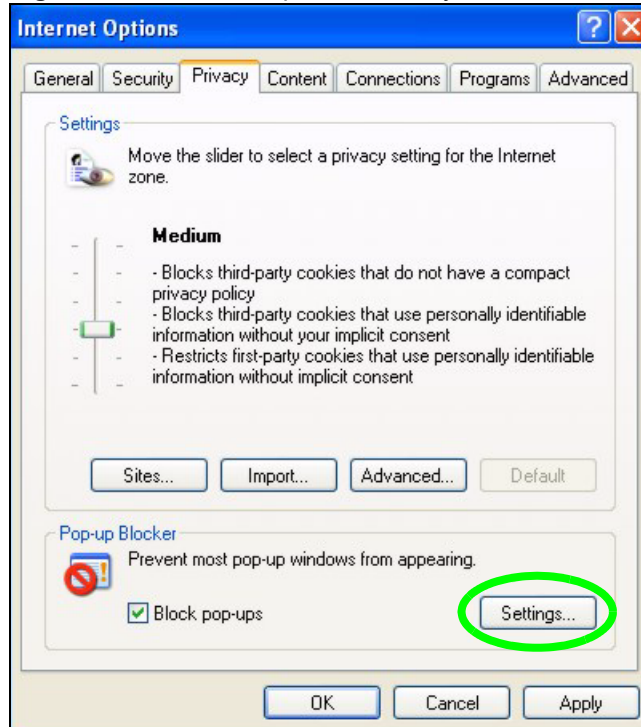 Internet Options
General Security Privacy Content Connections Programs Advanced
Settings
Move the slider to select a privacy setting for the Internet
zone.
Medium
- Blocks third-party cookies that do not have a compact
privacy policy
- Blocks third-party cookies that use personally identifiable
information without your implicit consent
- Restricts first-party cookies that use personally identifiable
information without implicit consent
Sites... Import... Advanced... Default
Pop-up Blocker
Prevent most pop-up windows from appearing.
Block pop-ups
Settings...
OK Cancel Apply